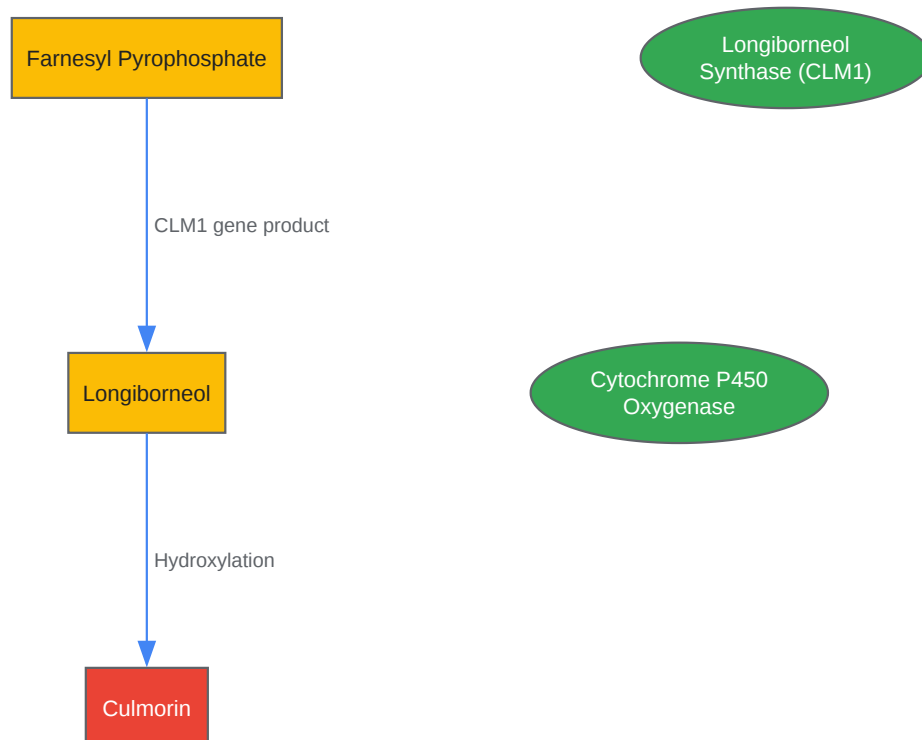 Farnesyl Pyrophosphate
Longiborneol
Synthase (CLM1)
CLM1 gene product
Longiborneol
Cytochrome P450
Oxygenase
Hydroxylation
Culmorin